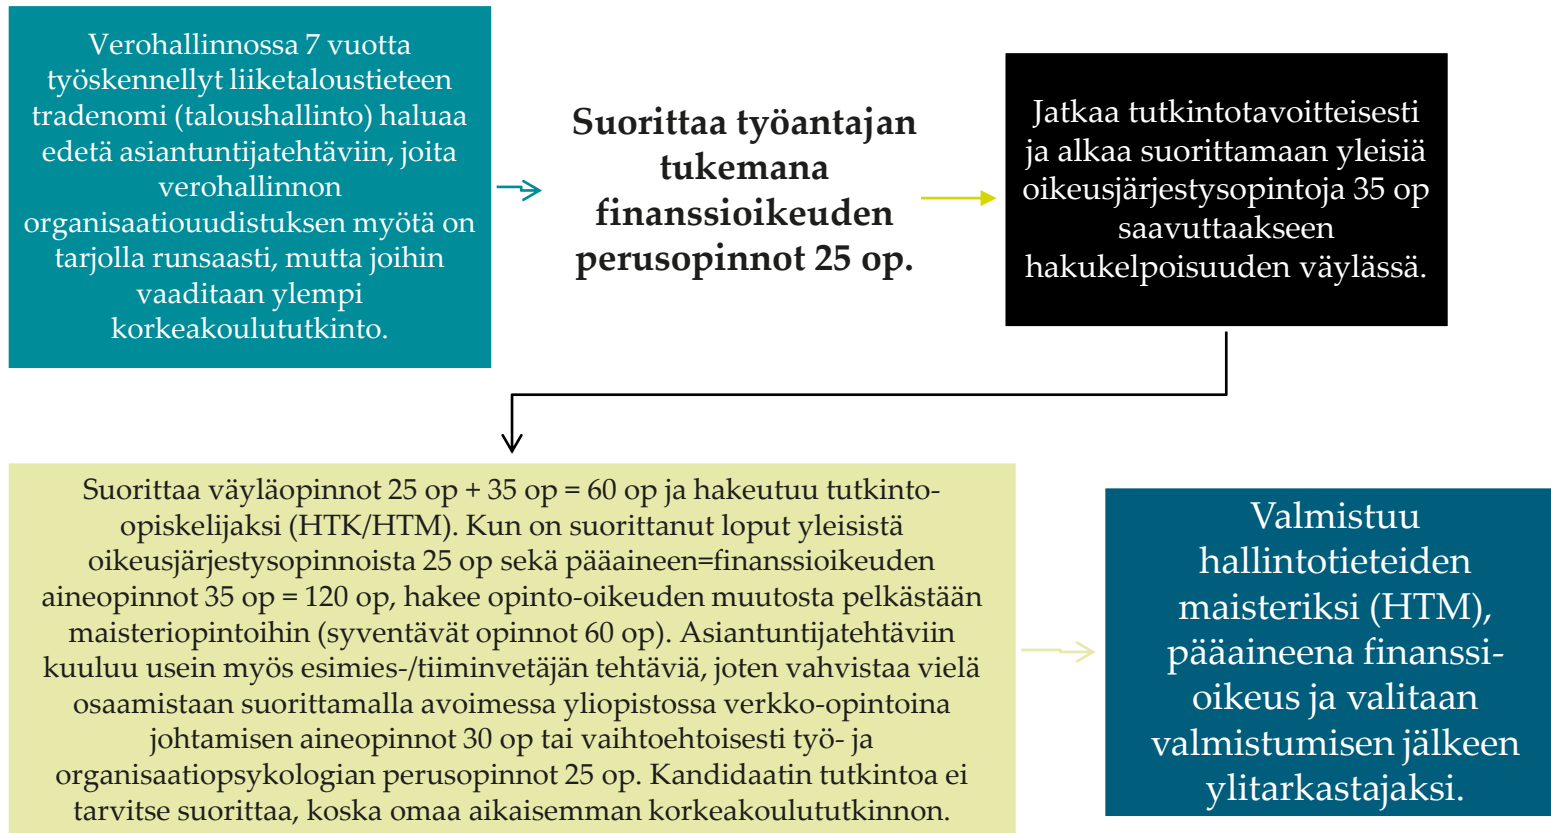 Verohallinnossa 7 vuotta
työskennellyt liiketaloustieteen
tradenomi (taloushallinto) haluaa
edetä asiantuntijatehtäviin, joita
verohallinnon
organisaatiouudistuksen myötä on
tarjolla runsaasti, mutta joihin
vaaditaan ylempi
korkeakoulututkinto.
Suorittaa työantajan
tukemana
finanssioikeuden
perusopinnot 25 op.
Jatkaa tutkintotavoitteisesti
ja alkaa suorittamaan yleisiä
oikeusjärjestysopintoja 35 op
saavuttaakseen
hakukelpoisuuden väylässä.
Suorittaa väyläopinnot 25 op + 35 op = 60 op ja hakeutuu tutkinto-
opiskelijaksi (HTK/HTM). Kun on suorittanut loput yleisistä
oikeusjärjestysopinnoista 25 op sekä pääaineen=finanssioikeuden
aineopinnot 35 op = 120 op, hakee opinto-oikeuden muutosta pelkästään
maisteriopintoihin (syventävät opinnot 60 op). Asiantuntijatehtäviin
kuuluu usein myös esimies-/tiiminvetäjän tehtäviä, joten vahvistaa vielä
osaamistaan suorittamalla avoimessa yliopistossa verkko-opintoina
johtamisen aineopinnot 30 op tai vaihtoehtoisesti työ- ja
organisaatiopsykologian perusopinnot 25 op. Kandidaatin tutkintoa ei
tarvitse suorittaa, koska omaa aikaisemman korkeakoulututkinnon.
Valmistuu
hallintotieteiden
maisteriksi (HTM),
pääaineena finanssi-
oikeus ja valitaan
valmistumisen jälkeen
ylitarkastajaksi.